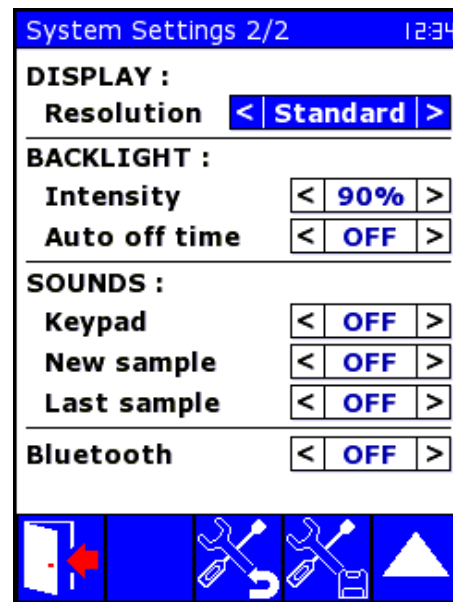 System Settings 2/2 12:34
DISPLAY :
Resolution < Standard >
BACKLIGHT :
Intensity < 90% >
Auto off time < OFF >
SOUNDS :
Keypad < OFF >
New sample < OFF >
Last sample < OFF >
Bluetooth < OFF >